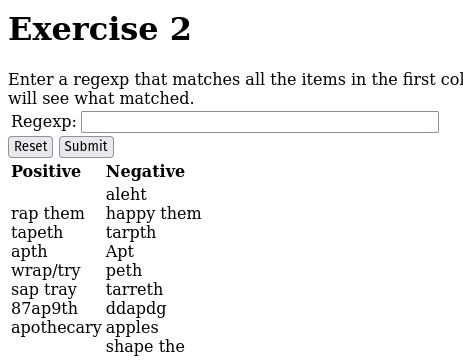 Exercise 2
Enter a regexp that matches all the items in the first col
will see what matched.
Regexp:
Reset Submit
Positive Negative
aleht
rap them happy them
tapeth tarpth
apth Apt
wrap/try peth
sap tray tarreth
87ap9th ddapdg
apothecary apples
shape the